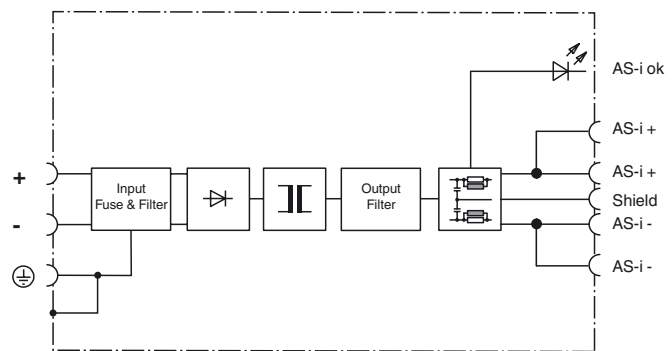 AS-i ok
AS-i +
+
Input
Fuse & Filter
Output
Filter
AS-i +
Shield
-
AS-i -
AS-i -